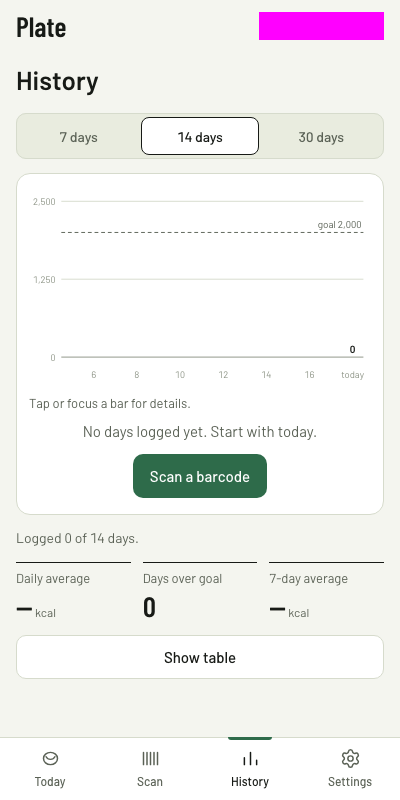 Plate
History
7 days 14 days 30 days
2,500
goal 2,000
1,250
0
0
6 8 10 12 14 16 today
Tap or focus a bar for details.
No days logged yet. Start with today.
Scan a barcode
Logged 0 of 14 days.
Daily average Days over goal 7-day average
— kcal 0 — kcal
Show table
Today Scan History Settings